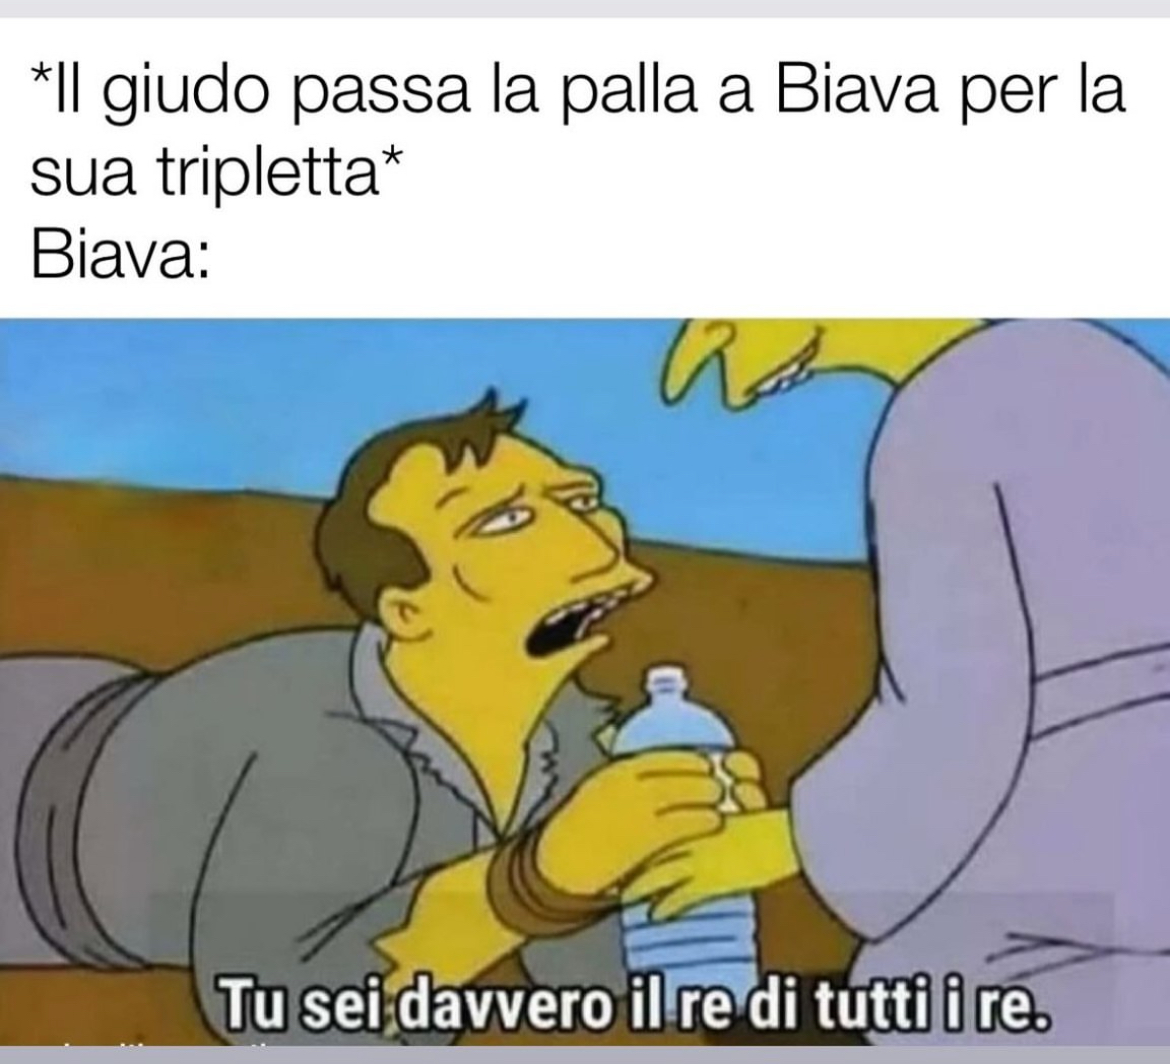 *Il giudo passa la palla a Biava per la
sua tripletta*
Biava:
Tu sei davvero il re di tutti i re.